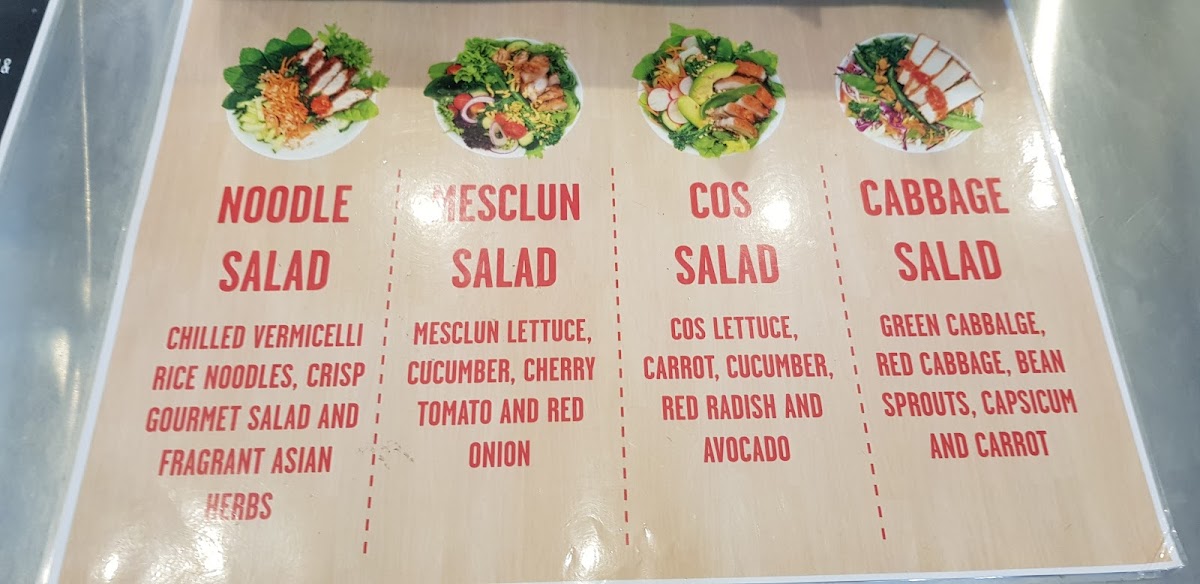 NOODLE
SALAD
CHILLED VERMICELLI
RICE NOODLES, CRISP
GOURMET SALAD AND
FRAGRANT ASIAN
HERBS
MESCLUN
SALAD
MESCLUN LETTUCE,
CUCUMBER, CHERRY
TOMATO AND RED
ONION
COS
SALAD
COS LETTUCE,
CARROT, CUCUMBER,
RED RADISH AND
AVOCADO
CABBAGE
SALAD
GREEN CABBALGE,
RED CABBAGE, BEAN
SPROUTS, CAPSICUM
AND CARROT